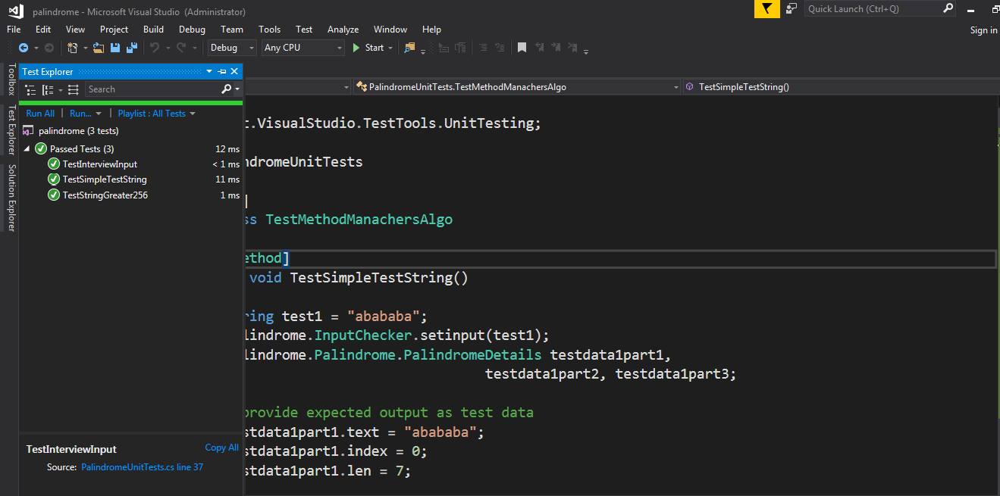 palindrome - Microsoft Visual Studio (Administrator)
Quick Launch (Ctrl+Q)
File Edit View Project Build Debug Team Tools Test Analyze Window Help
Sign in
Debug Any CPU Start
Toolbox
Test Explorer
Solution Explorer
Test Explorer
Search
Run All | Run... | Playlist : All Tests
palindrome (3 tests)
Passed Tests (3) 12 ms
TestInterviewInput < 1 ms
TestSimpleTestString 11 ms
TestStringGreater256 1 ms
TestInterviewInput Copy All
Source: PalindromeUnitTests.cs line 37
PalindromeUnitTests.TestMethodManachersAlgo TestSimpleTestString()
t.VisualStudio.TestTools.UnitTesting;
ndromeUnitTests
]
ss TestMethodManachersAlgo
ethod]
void TestSimpleTestString()
ring test1 = "abababa";
lindrome.InputChecker.setinput(test1);
lindrome.Palindrome.PalindromeDetails testdata1part1,
testdata1part2, testdata1part3;
provide expected output as test data
stdata1part1.text = "abababa";
stdata1part1.index = 0;
stdata1part1.len = 7;